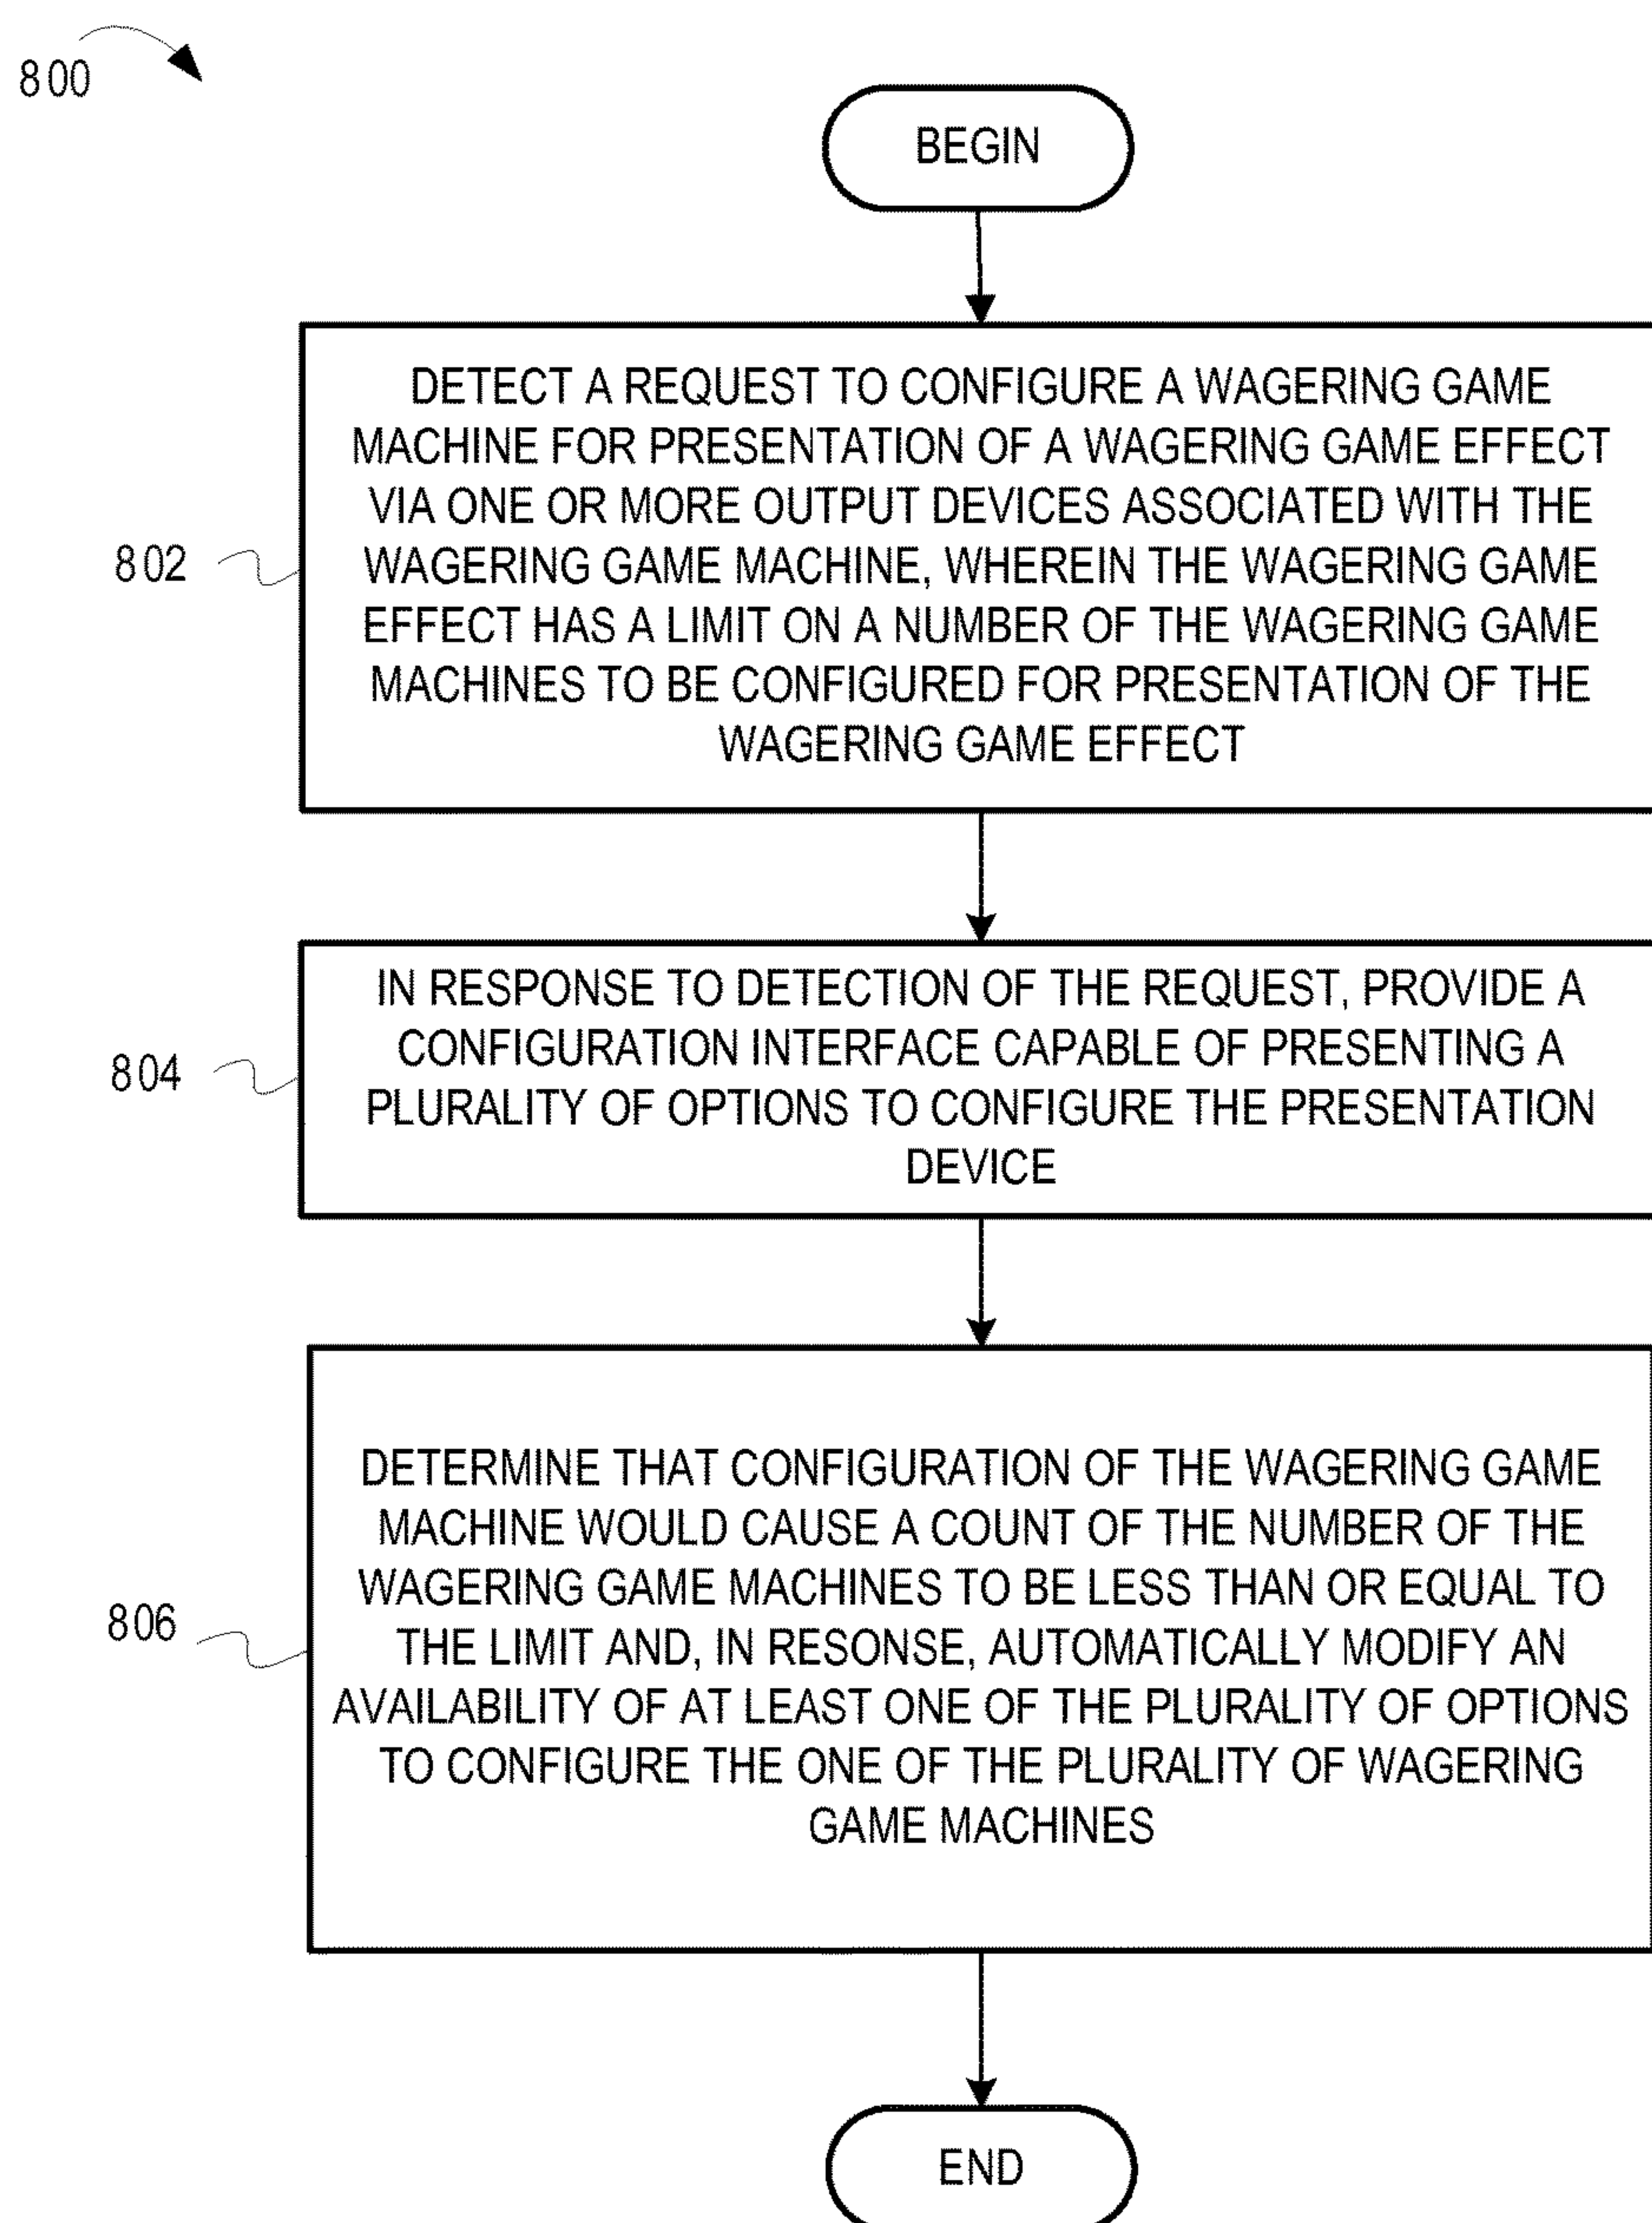 800
BEGIN
DETECT A REQUEST TO CONFIGURE A WAGERING GAME
MACHINE FOR PRESENTATION OF A WAGERING GAME EFFECT
VIA ONE OR MORE OUTPUT DEVICES ASSOCIATED WITH THE
WAGERING GAME MACHINE, WHEREIN THE WAGERING GAME
EFFECT HAS A LIMIT ON A NUMBER OF THE WAGERING GAME
MACHINES TO BE CONFIGURED FOR PRESENTATION OF THE
WAGERING GAME EFFECT
802
IN RESPONSE TO DETECTION OF THE REQUEST, PROVIDE A
CONFIGURATION INTERFACE CAPABLE OF PRESENTING A
PLURALITY OF OPTIONS TO CONFIGURE THE PRESENTATION
DEVICE
804
DETERMINE THAT CONFIGURATION OF THE WAGERING GAME
MACHINE WOULD CAUSE A COUNT OF THE NUMBER OF THE
WAGERING GAME MACHINES TO BE LESS THAN OR EQUAL TO
THE LIMIT AND, IN RESONSE, AUTOMATICALLY MODIFY AN
AVAILABILITY OF AT LEAST ONE OF THE PLURALITY OF OPTIONS
TO CONFIGURE THE ONE OF THE PLURALITY OF WAGERING
GAME MACHINES
806
END